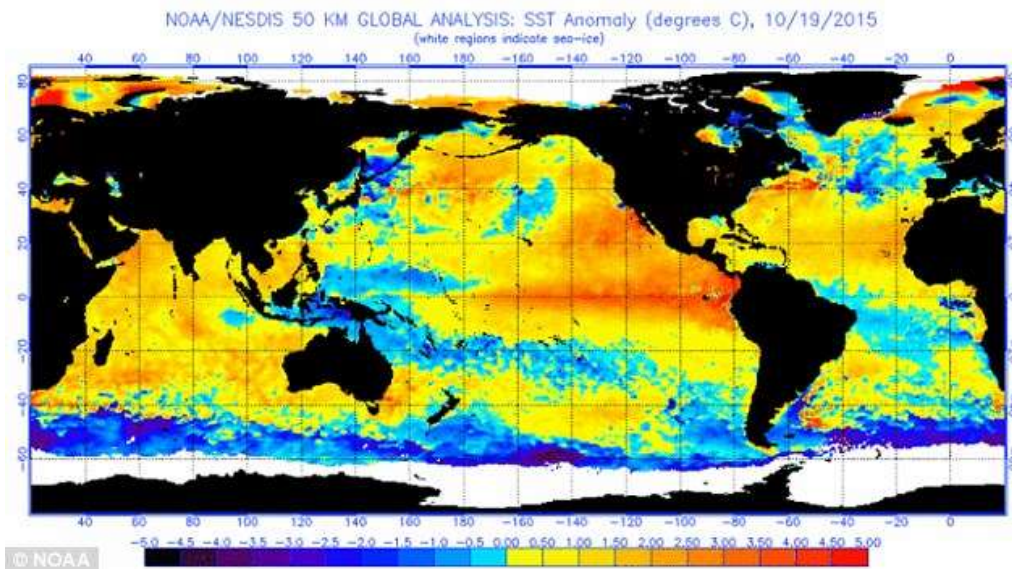 NOAA/NESDIS 50 KM GLOBAL ANALYSIS: SST Anomaly (degrees C), 10/19/2015
(white regions indicate sea-ice)
40 60 80 100 120 140 160 180 -160 -140 -120 -100 -80 -60 -40 -20 0
80
60
40
20
0
-20
-40
-60
40 60 80 100 120 140 160 180 -160 -140 -120 -100 -80 -60 -40 -20 0
-5.0 -4.5 -4.0 -3.5 -3.0 -2.5 -2.0 -1.5 -1.0 -0.5 0.00 0.50 1.00 1.50 2.00 2.50 3.00 3.50 4.00 4.50 5.00
© NOAA